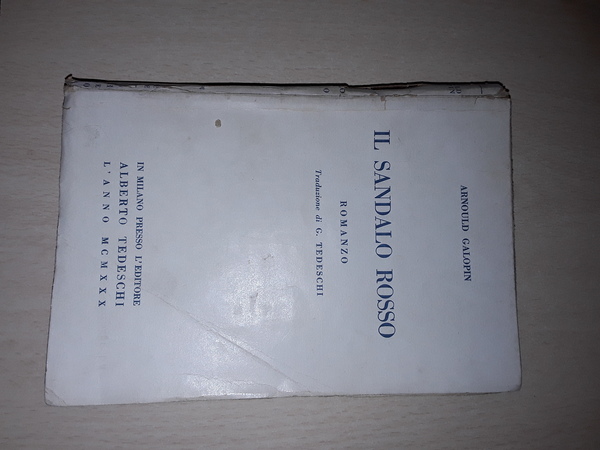 ARNOULD GALOPIN
IL SANDALO ROSSO
ROMANZO
Traduzione di G. TEDESCHI
IN MILANO PRESSO L'EDITORE
ALBERTO TEDESCHI
L'ANNO MCMXXX